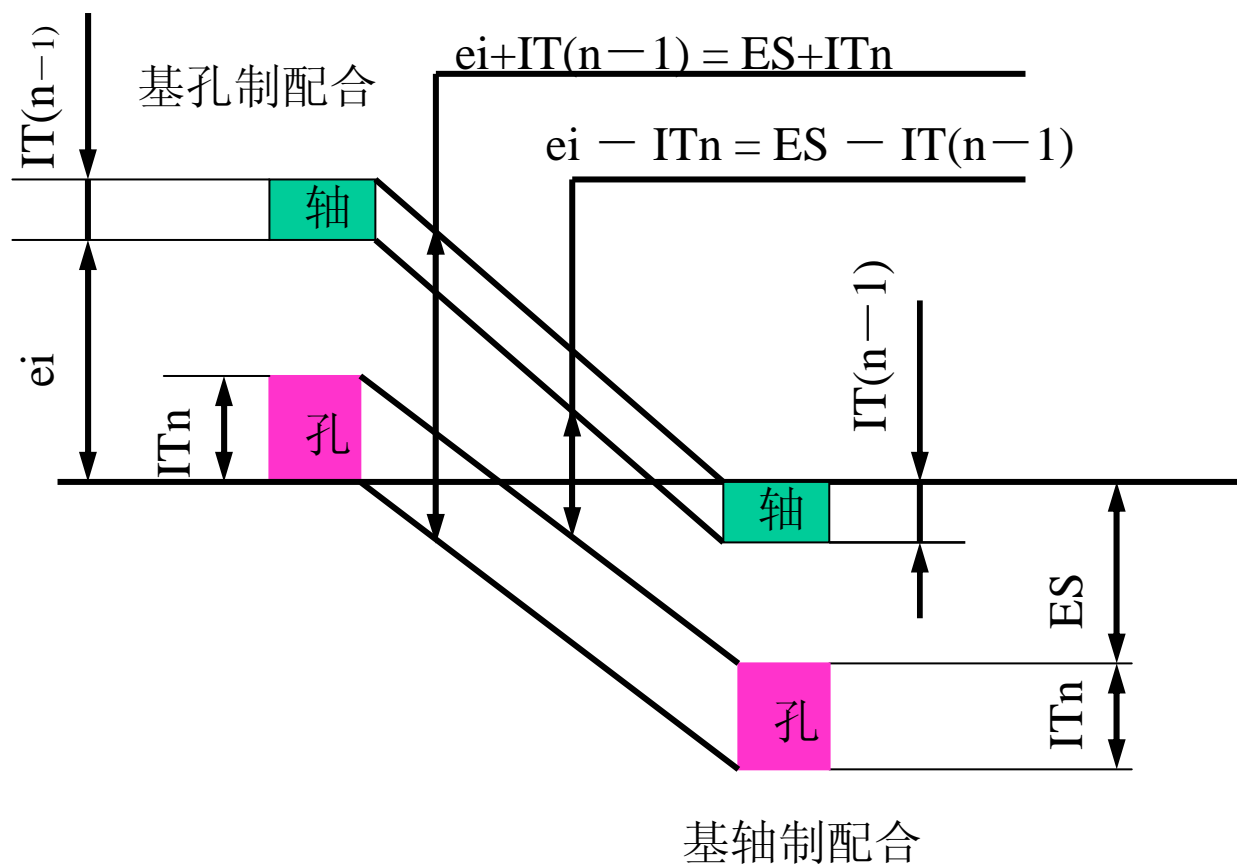 IT(n－1)
基孔制配合
ei+IT(n－1) = ES+ITn
ei － ITn = ES － IT(n－1)
轴
ei
ITn
孔
IT(n－1)
轴
ES
孔
ITn
基轴制配合